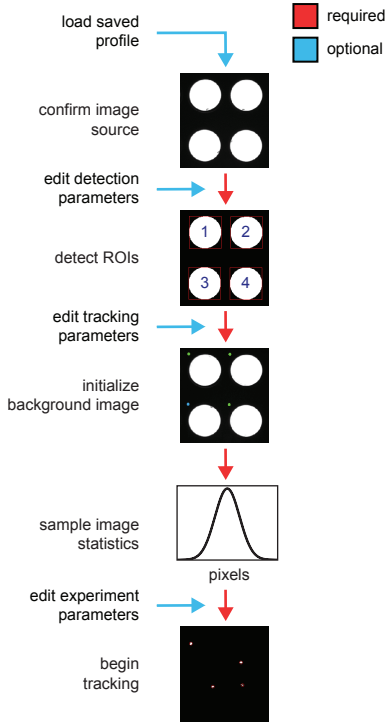 load saved
profile
required
optional
confirm image
source
edit detection
parameters
detect ROIs
1
2
3
4
edit tracking
parameters
initialize
background image
sample image
statistics
pixels
edit experiment
parameters
begin
tracking